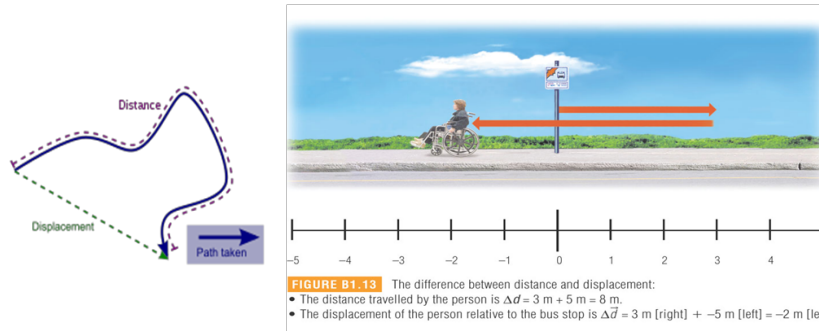 Distance
Displacement
Path taken
–5 –4 –3 –2 –1 0 1 2 3 4
FIGURE B1.13 The difference between distance and displacement:
• The distance travelled by the person is Δd = 3 m + 5 m = 8 m.
• The displacement of the person relative to the bus stop is Δd⃗ = 3 m [right] + –5 m [left] = –2 m [le